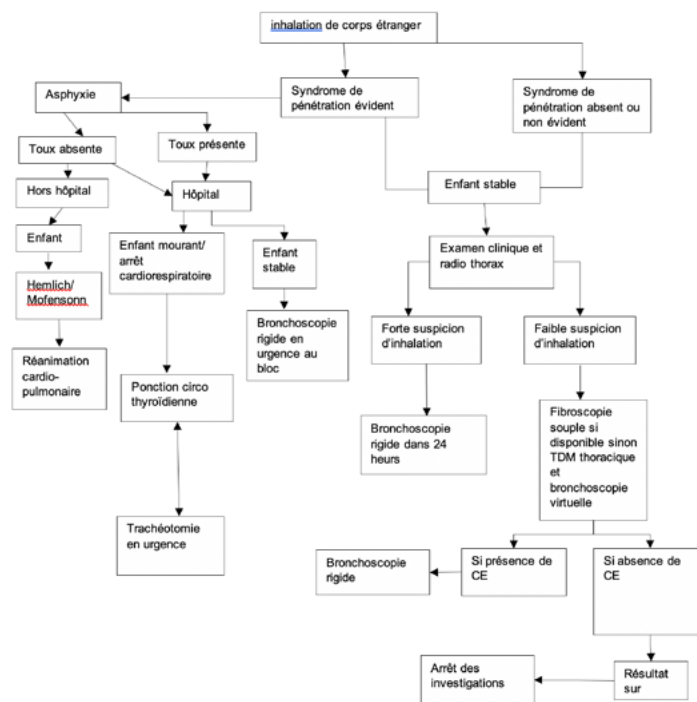 inhalation de corps étranger
Asphyxie
Syndrome de
pénétration évident
Syndrome de
pénétration absent ou
non évident
Toux absente
Toux présente
Hors hôpital
Hôpital
Enfant stable
Enfant
Enfant mourant/
arrêt
cardiorespiratoire
Enfant
stable
Examen clinique et
radio thorax
Hemlich/
Mofensonn
Bronchoscopie
rigide en
urgence au
bloc
Forte suspicion
d'inhalation
Faible suspicion
d'inhalation
Réanimation
cardio-
pulmonaire
Ponction circo
thyroïdienne
Bronchoscopie
rigide dans 24
heurs
Fibroscopie
souple si
disponible sinon
TDM thoracique
et
bronchoscopie
virtuelle
Trachéotomie
en urgence
Bronchoscopie
rigide
Si présence de
CE
Si absence de
CE
Arrêt des
investigations
Résultat
sur